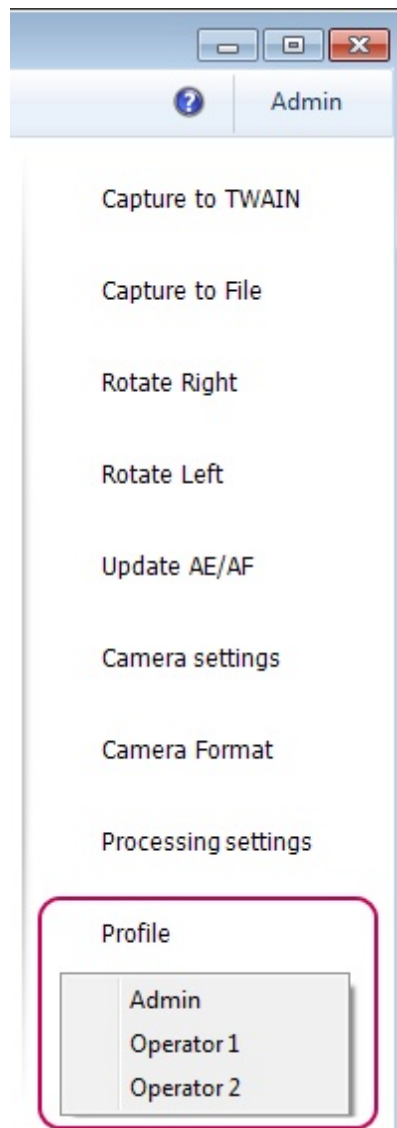 Admin
Capture to TWAIN
Capture to File
Rotate Right
Rotate Left
Update AE/AF
Camera settings
Camera Format
Processing settings
Profile
Admin
Operator 1
Operator 2